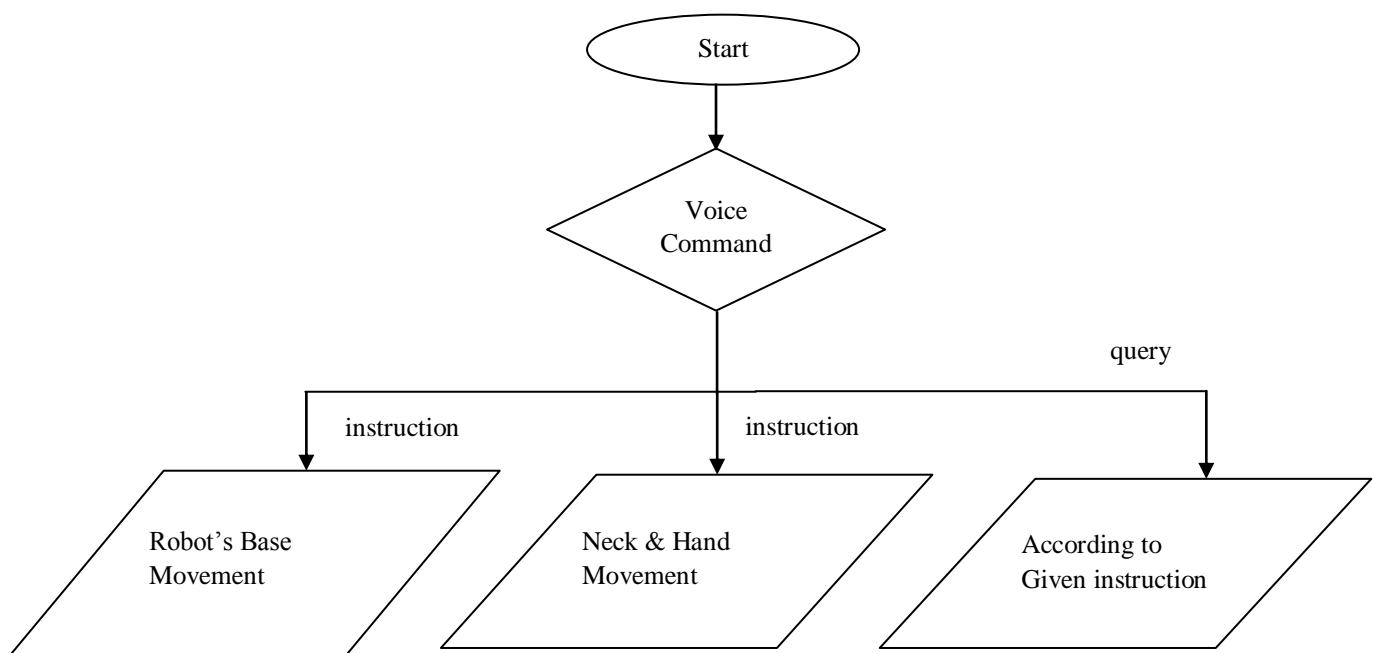 Start
Voice
Command
query
instruction
instruction
Robot’s Base
Movement
Neck & Hand
Movement
According to
Given instruction